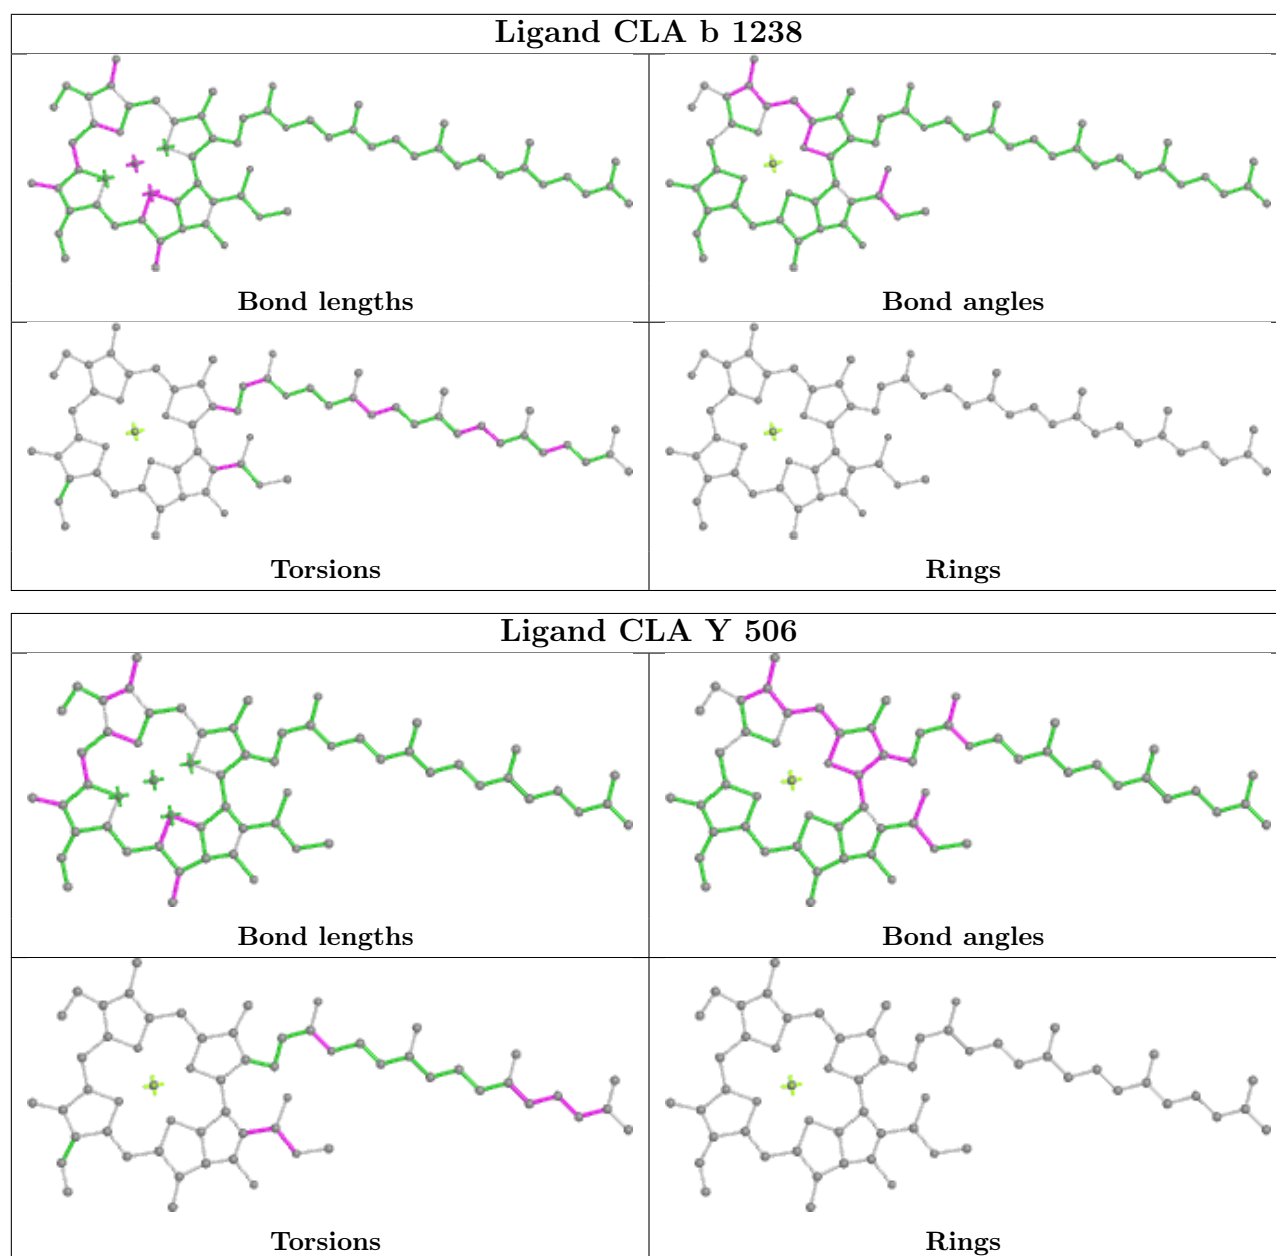 Ligand CLA b 1238
Bond lengths
Bond angles
Torsions
Rings
Ligand CLA Y 506
Bond lengths
Bond angles
Torsions
Rings